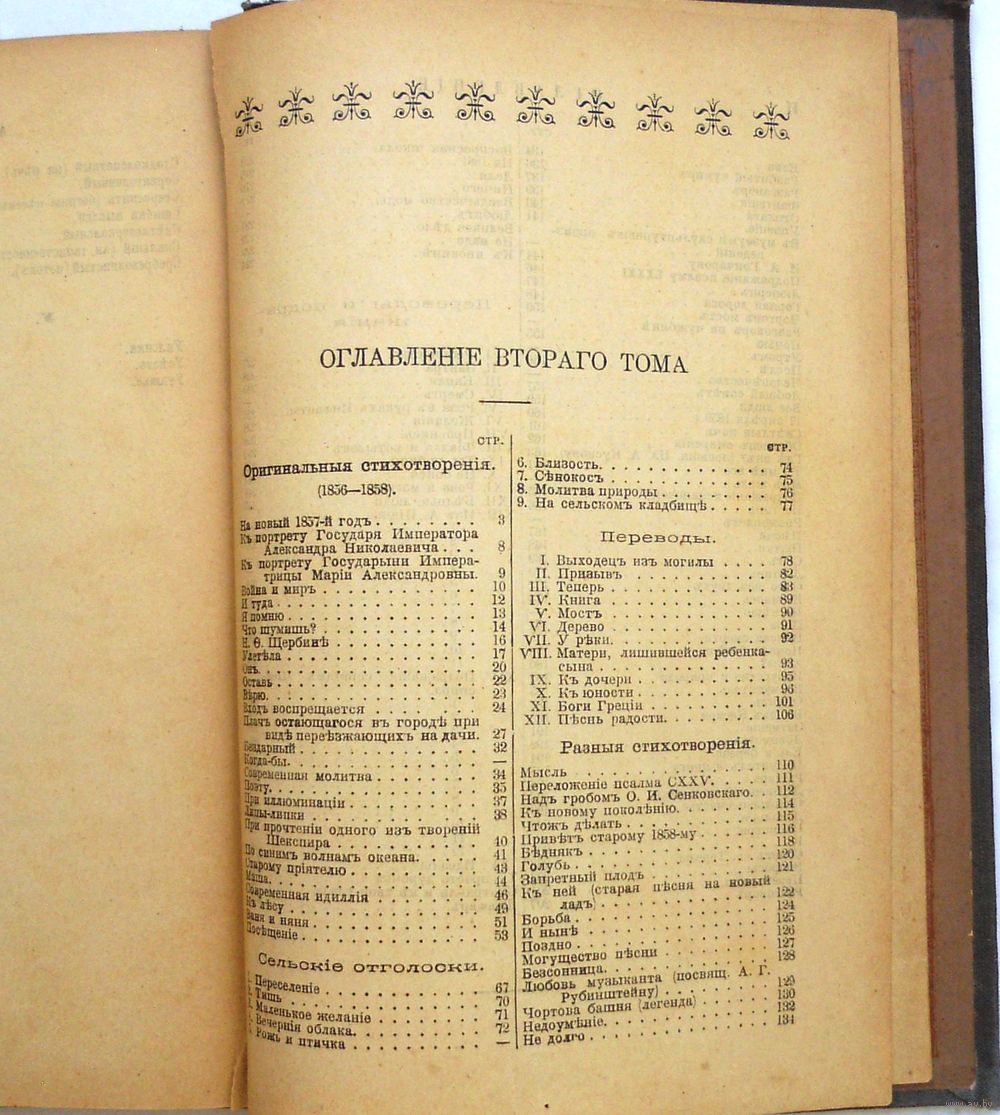 ОГЛАВЛЕНІЕ ВТОРАГО ТОМА
СТР.
Оригинальныя стихотворенія.
(1856—1858).
На новый 1857-й годъ . . . . . . . . 3
Къ портрету Государя Императора
Александра Николаевича . . . 8
Къ портрету Государыни Импера-
трицы Маріи Александровны. 9
Война и миръ . . . . . . . . . . 10
И туда . . . . . . . . . . . . . 12
Я помню . . . . . . . . . . . . 13
Что шумишь? . . . . . . . . . . 14
Н. Ѳ. Щербинѣ . . . . . . . . . 16
Улетѣла . . . . . . . . . . . . 17
Онъ. . . . . . . . . . . . . . 20
Оставь . . . . . . . . . . . . . 22
Вѣрю. . . . . . . . . . . . . . 23
Входъ воспрещается . . . . . . . 24
Плачъ остающагося въ городѣ при
видѣ переѣзжающихъ на дачи. 27
Бездарный . . . . . . . . . . . 32
Когда-бы. . . . . . . . . . . . —
Современная молитва . . . . . . . 34
Поэту. . . . . . . . . . . . . . 35
При иллюминаціи . . . . . . . . . 37
Липы-липки . . . . . . . . . . . 38
При прочтеніи одного изъ твореній
Шекспира . . . . . . . . . 40
По синимъ волнамъ океана. . . . . 41
Старому пріятелю . . . . . . . . 43
Маша. . . . . . . . . . . . . . 44
Современная идиллія . . . . . . . 46
Къ лѣсу . . . . . . . . . . . . 49
Ваня и няня . . . . . . . . . . 51
Посѣщеніе . . . . . . . . . . . 53
Сельскіе отголоски.
Переселеніе . . . . . . . . . . 67
Тишь . . . . . . . . . . . . . 70
Маленькое желаніе . . . . . . . . 71
Вечернія облака. . . . . . . . . 72
Рожь и птичка . . . . . . . . . —
СТР.
6. Близость. . . . . . . . . . . . 74
7. Сѣнокосъ . . . . . . . . . . . 75
8. Молитва природы . . . . . . . . 76
9. На сельскомъ кладбищѣ . . . . . 77
Переводы.
I. Выходецъ изъ могилы . . . . 78
II. Призывъ . . . . . . . . . 82
III. Теперь . . . . . . . . . . 83
IV. Книга . . . . . . . . . . 89
V. Мостъ . . . . . . . . . . 90
VI. Дерево . . . . . . . . . . 91
VII. У рѣки. . . . . . . . . . 92
VIII. Матери, лишившейся ребенка-
сына . . . . . . . . . . 93
IX. Къ дочери . . . . . . . . 95
X. Къ юности . . . . . . . . 96
XI. Боги Греціи . . . . . . . 101
XII. Пѣснь радости. . . . . . . 106
Разныя стихотворенія.
Мысль . . . . . . . . . . . . . 110
Переложеніе псалма CXXV. . . . . 111
Надъ гробомъ О. И. Сенковскаго. . 112
Къ новому поколѣнію. . . . . . . 114
Чтожъ дѣлать . . . . . . . . . . 115
Привѣтъ старому 1858-му . . . . . 116
Бѣднякъ . . . . . . . . . . . . 118
Голубь. . . . . . . . . . . . . 120
Запретный плодъ . . . . . . . . . 121
Къ ней (старая пѣсня на новый
ладъ) . . . . . . . . . . . 122
Борьба . . . . . . . . . . . . . 124
И нынѣ . . . . . . . . . . . . 125
Поздно . . . . . . . . . . . . . 126
Могущество пѣсни . . . . . . . . 127
Безсонница. . . . . . . . . . . 128
Любовь музыканта (посвящ. А. Г.
Рубинштейну) . . . . . . . . 129
Чортова башня (легенда) . . . . . 130
Недоумѣніе. . . . . . . . . . . 132
Не долго . . . . . . . . . . . . 134
www.ay.by